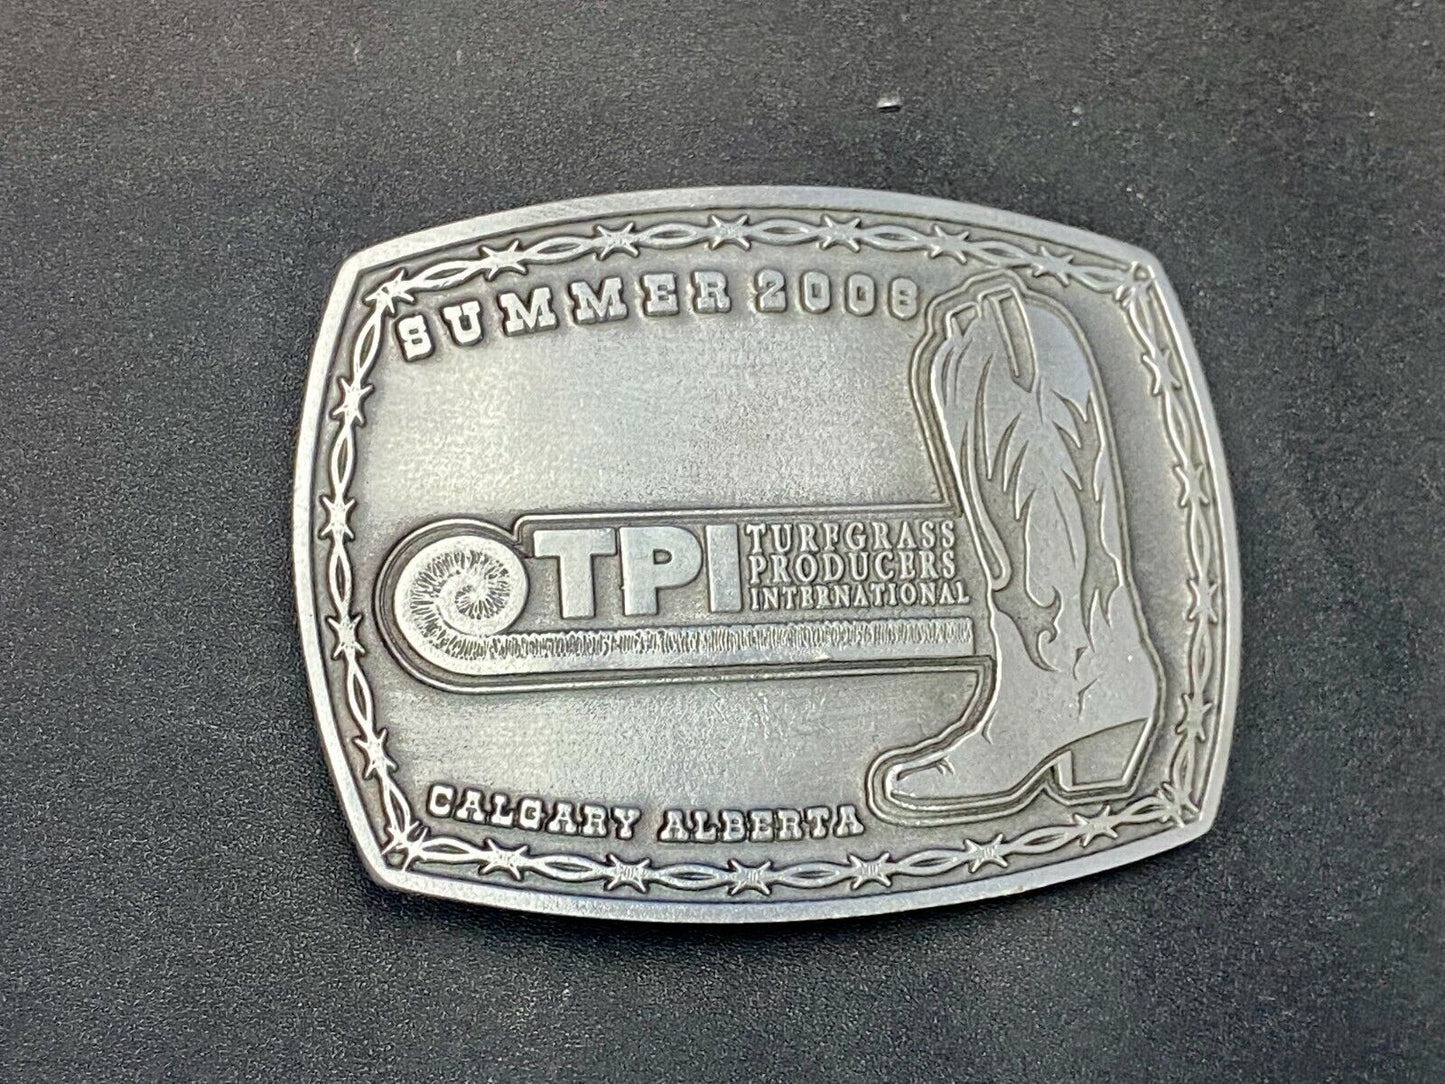 SUMMER 2008
TPI
TURFGRASS
PRODUCERS
INTERNATIONAL
CALGARY ALBERTA